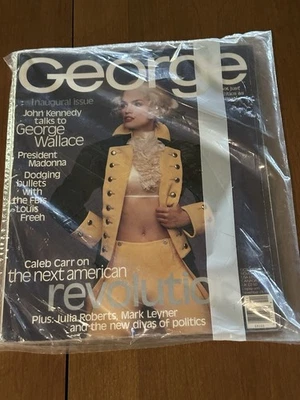 George
Inaugural Issue
John Kennedy
talks to
George
Wallace
President
Madonna
Dodging
bullets
with
the FBI's
Louis
Freeh
Caleb Carr on
the next american
revolution
Plus: Julia Roberts, Mark Leyner
and the new divas of politics